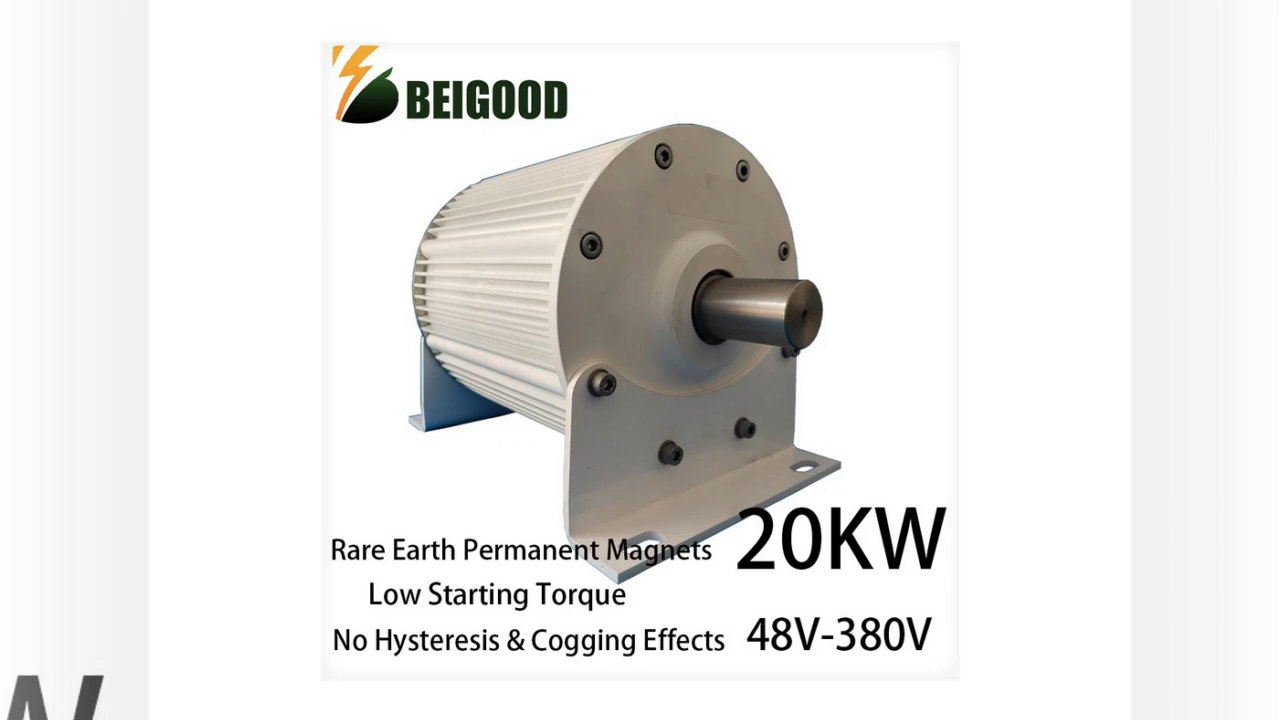 BEIGOOD
Rare Earth Permanent Magnets
20KW
Low Starting Torque
No Hysteresis & Cogging Effects
48V-380V